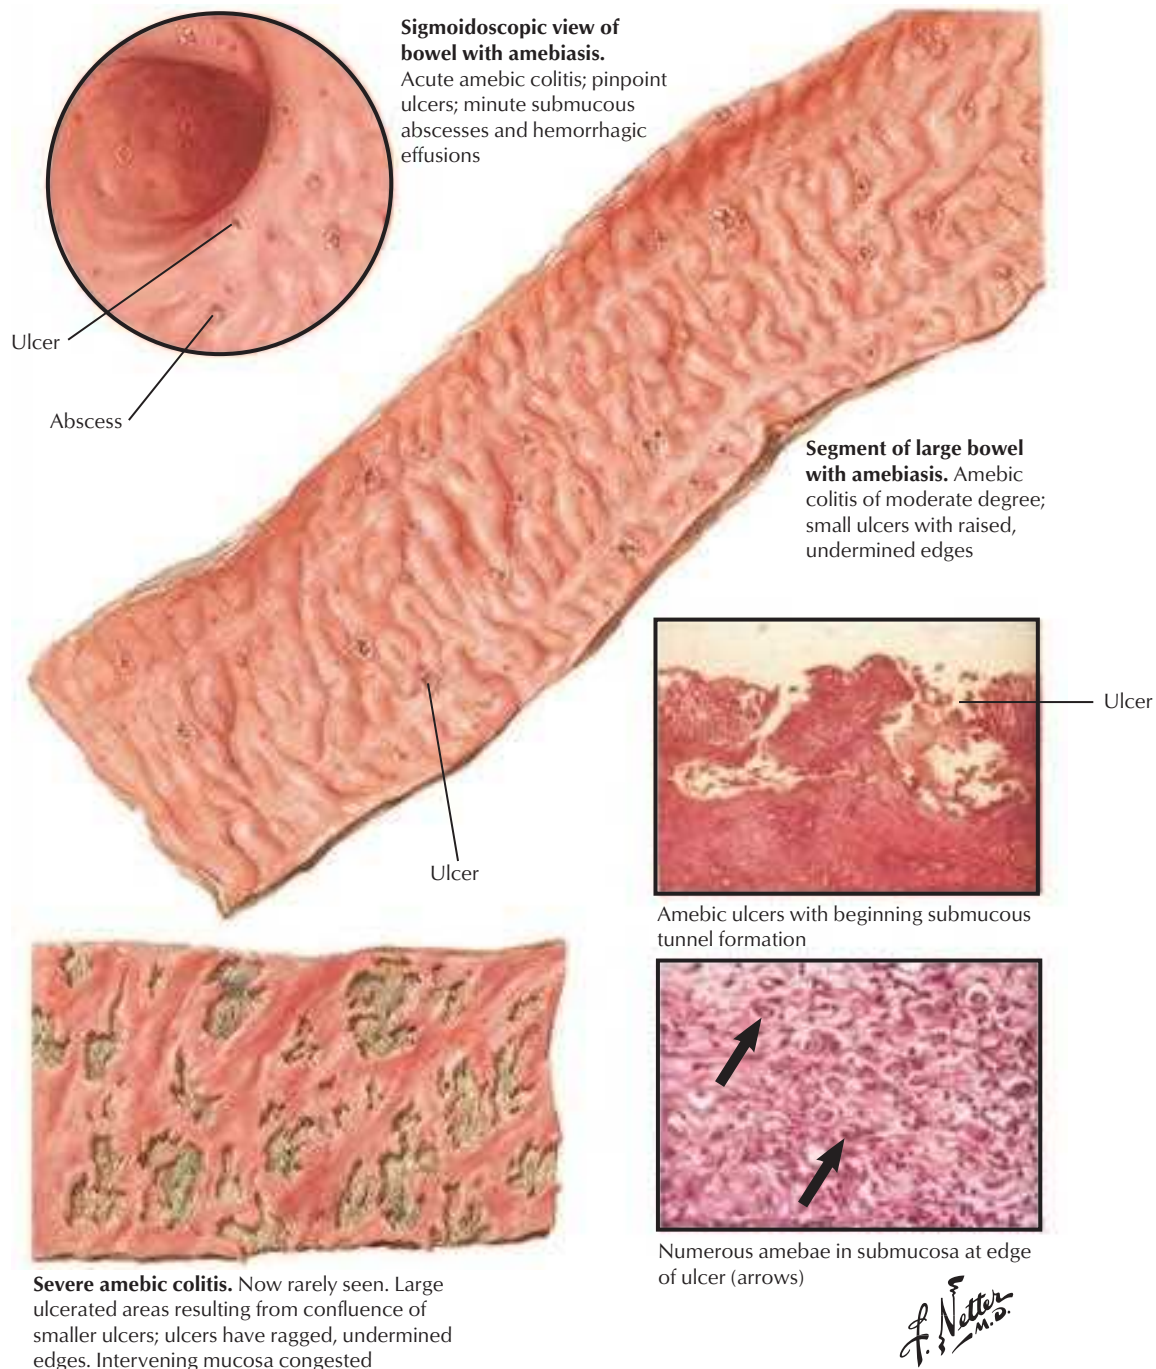 Sigmoidoscopic view of
bowel with amebiasis.
Acute amebic colitis; pinpoint
ulcers; minute submucous
abscesses and hemorrhagic
effusions
Ulcer
Abscess
Segment of large bowel
with amebiasis. Amebic
colitis of moderate degree;
small ulcers with raised,
undermined edges
Ulcer
Ulcer
Amebic ulcers with beginning submucous
tunnel formation
Numerous amebae in submucosa at edge
of ulcer (arrows)
Severe amebic colitis. Now rarely seen. Large
ulcerated areas resulting from confluence of
smaller ulcers; ulcers have ragged, undermined
edges. Intervening mucosa congested
F. Netter
M.D.